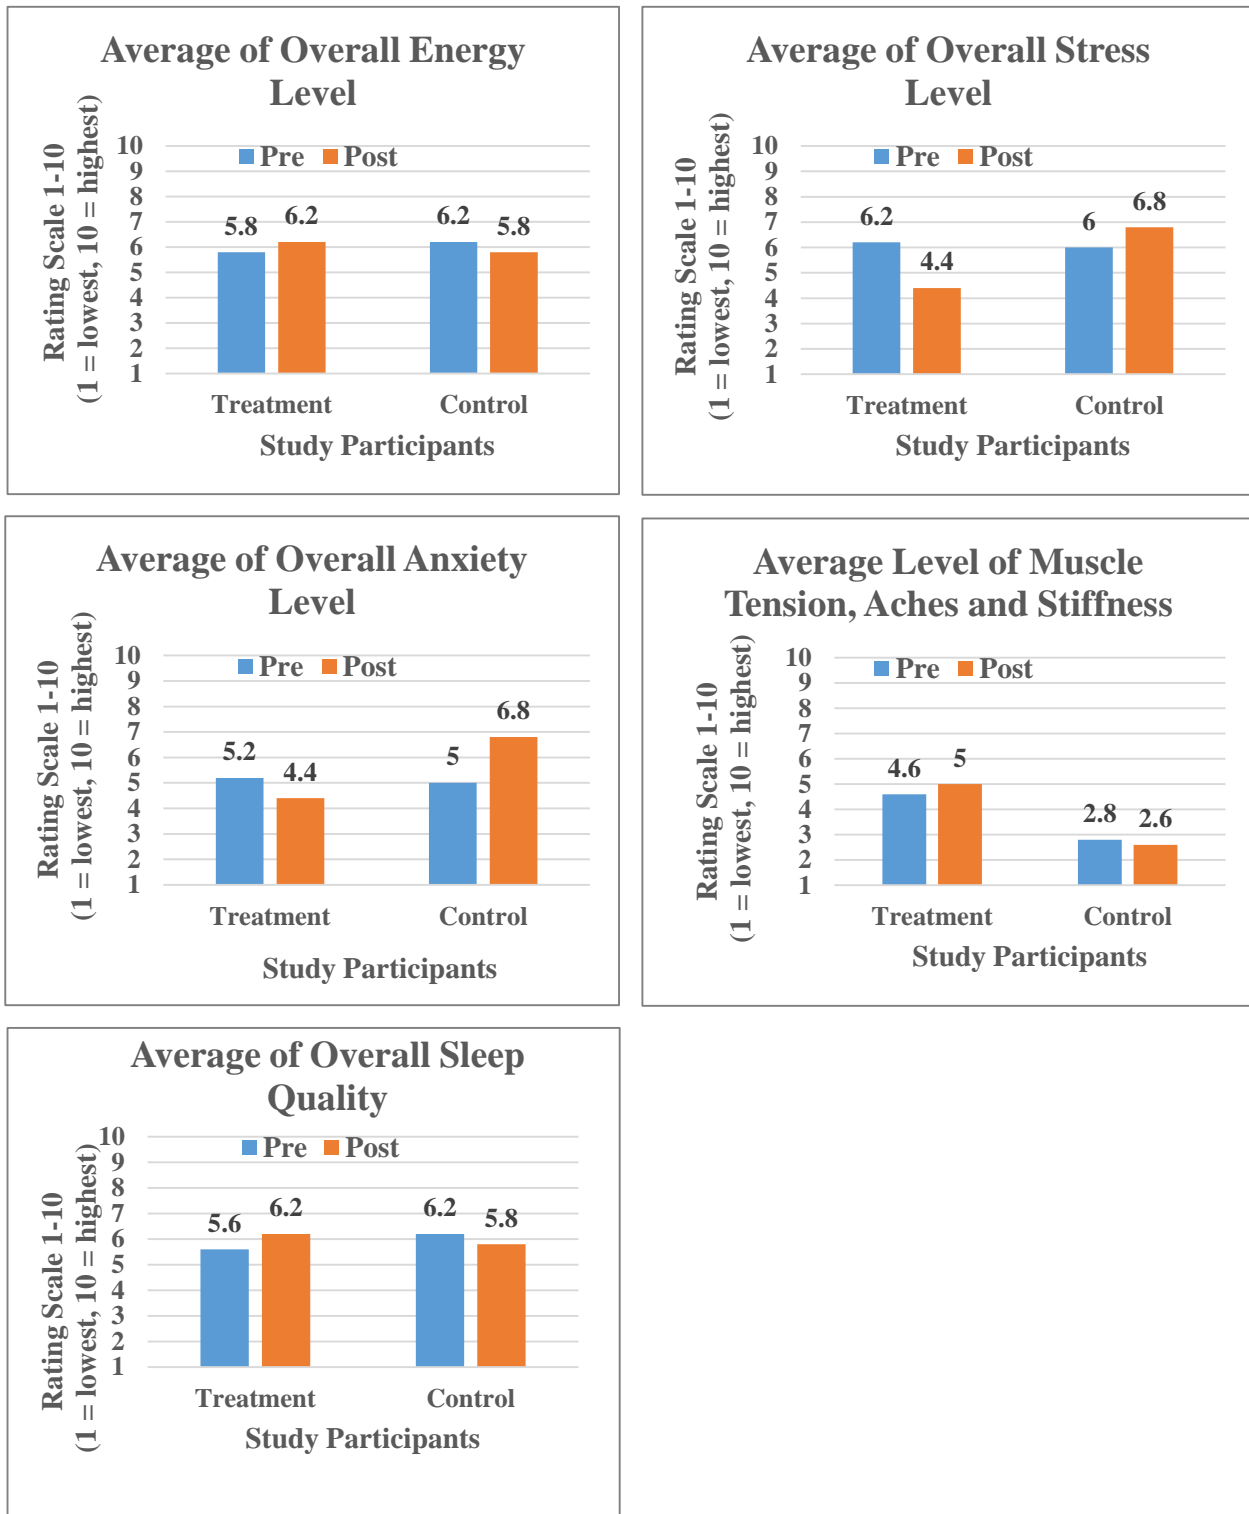 Average of Overall Energy
Level
Rating Scale 1-10
(1 = lowest, 10 = highest)
10
9
8
7
6
5
4
3
2
1
Pre Post
5.8
6.2
6.2
5.8
Treatment
Control
Study Participants
Average of Overall Stress
Level
Rating Scale 1-10
(1 = lowest, 10 = highest)
10
9
8
7
6
5
4
3
2
1
Pre Post
6.2
4.4
6
6.8
Treatment
Control
Study Participants
Average of Overall Anxiety
Level
Rating Scale 1-10
(1 = lowest, 10 = highest)
10
9
8
7
6
5
4
3
2
1
Pre Post
5.2
4.4
5
6.8
Treatment
Control
Study Participants
Average Level of Muscle
Tension, Aches and Stiffness
Rating Scale 1-10
(1 = lowest, 10 = highest)
10
9
8
7
6
5
4
3
2
1
Pre Post
4.6
5
2.8
2.6
Treatment
Control
Study Participants
Average of Overall Sleep
Quality
Rating Scale 1-10
(1 = lowest, 10 = highest)
10
9
8
7
6
5
4
3
2
1
Pre Post
5.6
6.2
6.2
5.8
Treatment
Control
Study Participants